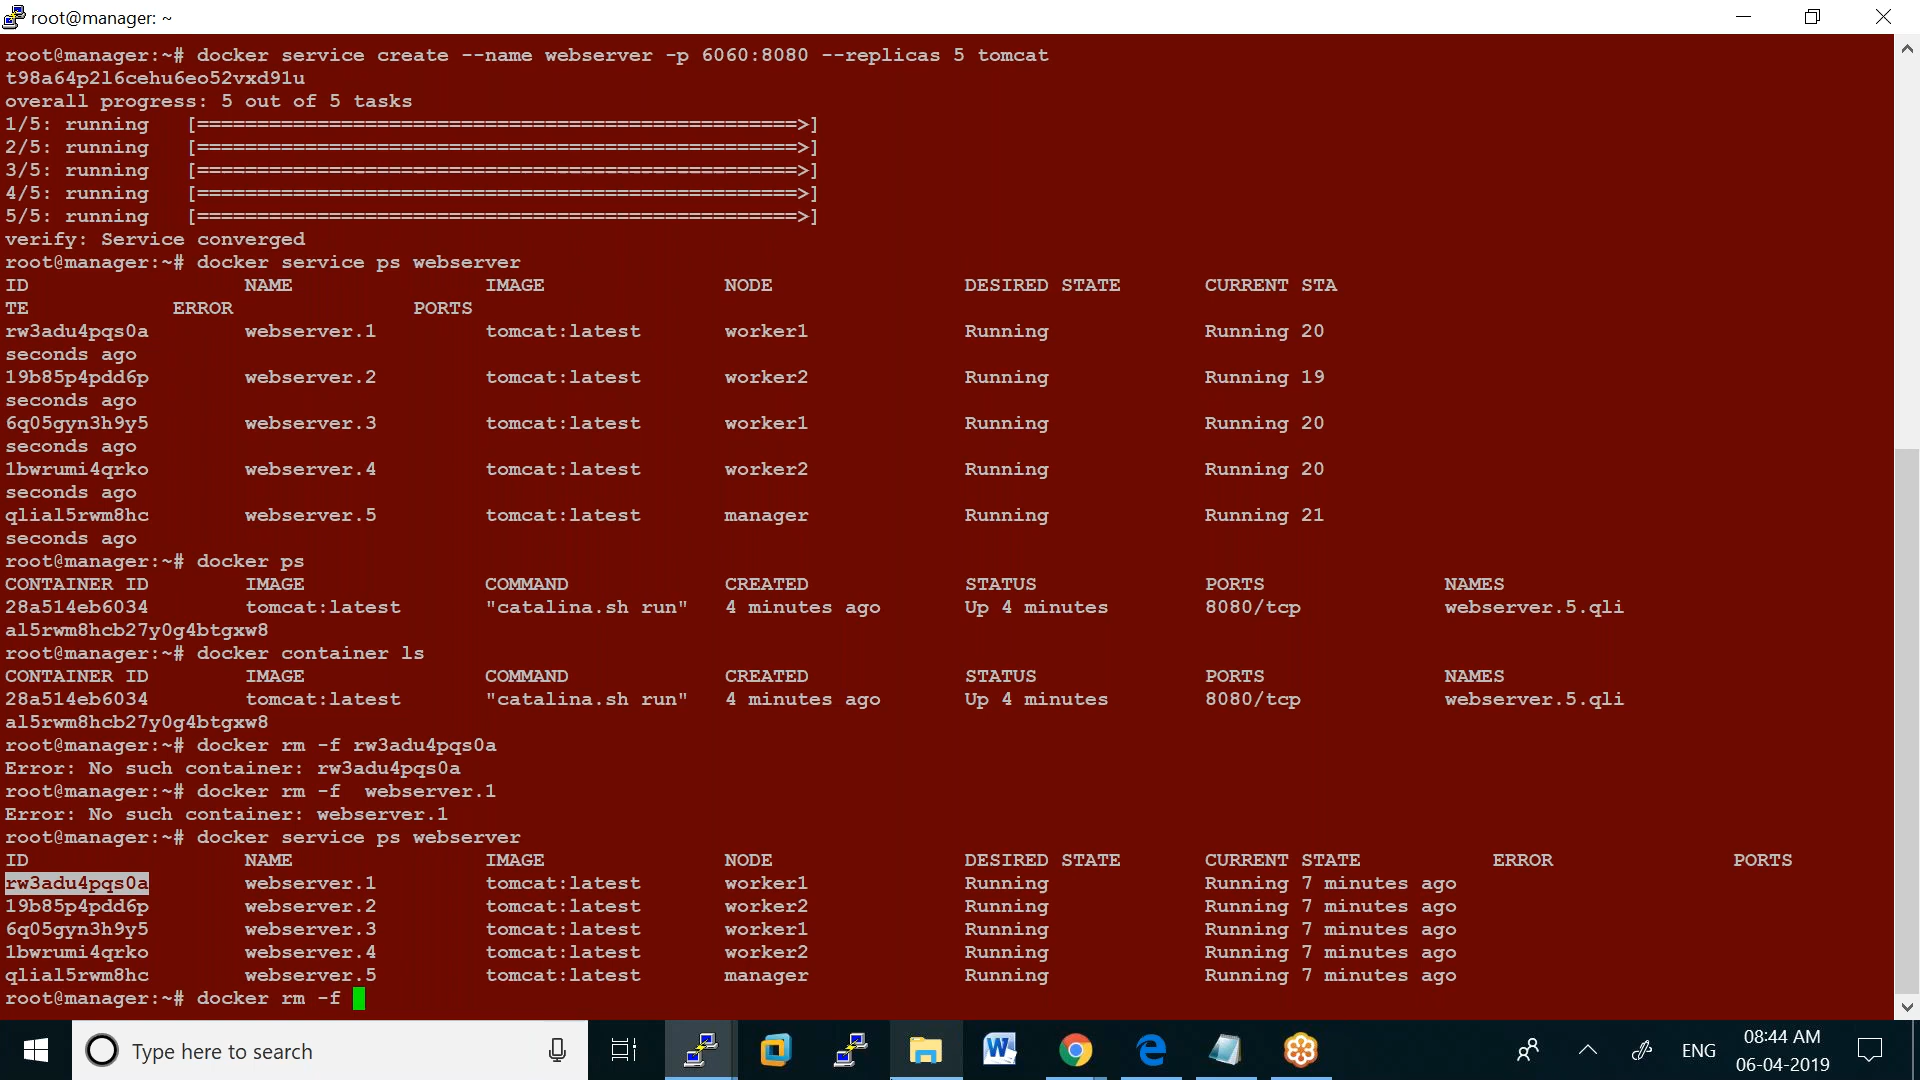 root@manager: ~
root@manager:~# docker service create --name webserver -p 6060:8080 --replicas 5 tomcat
t98a64p2l6cehu6eo52vxd91u
overall progress: 5 out of 5 tasks
1/5: running [==================================================>]
2/5: running [==================================================>]
3/5: running [==================================================>]
4/5: running [==================================================>]
5/5: running [==================================================>]
verify: Service converged
root@manager:~# docker service ps webserver
ID NAME IMAGE NODE DESIRED STATE CURRENT STA
TE ERROR PORTS
rw3adu4pqs0a webserver.1 tomcat:latest worker1 Running Running 20
seconds ago
19b85p4pdd6p webserver.2 tomcat:latest worker2 Running Running 19
seconds ago
6q05gyn3h9y5 webserver.3 tomcat:latest worker1 Running Running 20
seconds ago
1bwrumi4qrko webserver.4 tomcat:latest worker2 Running Running 20
seconds ago
qlial5rwm8hc webserver.5 tomcat:latest manager Running Running 21
seconds ago
root@manager:~# docker ps
CONTAINER ID IMAGE COMMAND CREATED STATUS PORTS NAMES
28a514eb6034 tomcat:latest "catalina.sh run" 4 minutes ago Up 4 minutes 8080/tcp webserver.5.qli
al5rwm8hcb27y0g4btgxw8
root@manager:~# docker container ls
CONTAINER ID IMAGE COMMAND CREATED STATUS PORTS NAMES
28a514eb6034 tomcat:latest "catalina.sh run" 4 minutes ago Up 4 minutes 8080/tcp webserver.5.qli
al5rwm8hcb27y0g4btgxw8
root@manager:~# docker rm -f rw3adu4pqs0a
Error: No such container: rw3adu4pqs0a
root@manager:~# docker rm -f  webserver.1
Error: No such container: webserver.1
root@manager:~# docker service ps webserver
ID NAME IMAGE NODE DESIRED STATE CURRENT STATE ERROR PORTS
rw3adu4pqs0a webserver.1 tomcat:latest worker1 Running Running 7 minutes ago
19b85p4pdd6p webserver.2 tomcat:latest worker2 Running Running 7 minutes ago
6q05gyn3h9y5 webserver.3 tomcat:latest worker1 Running Running 7 minutes ago
1bwrumi4qrko webserver.4 tomcat:latest worker2 Running Running 7 minutes ago
qlial5rwm8hc webserver.5 tomcat:latest manager Running Running 7 minutes ago
root@manager:~# docker rm -f
Type here to search
ENG
08:44 AM
06-04-2019